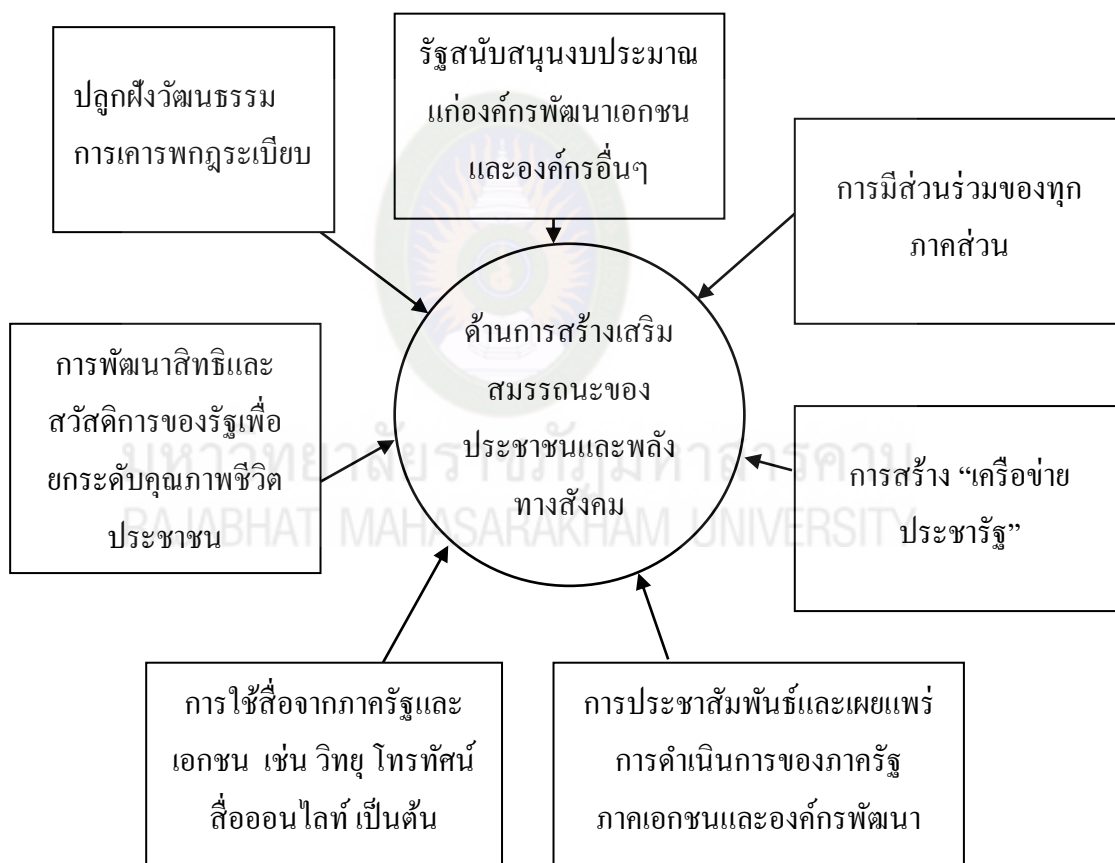 ปลูกฝังวัฒนธรรม
การเคารพกฎระเบียบ
รัฐสนับสนุนงบประมาณ
แก่องค์กรพัฒนาเอกชน
และองค์กรอื่นๆ
การมีส่วนร่วมของทุก
ภาคส่วน
ด้านการสร้างเสริม
สมรรถนะของ
ประชาชนและพลัง
ทางสังคม
การพัฒนาสิทธิและ
สวัสดิการของรัฐเพื่อ
ยกระดับคุณภาพชีวิต
ประชาชน
การสร้าง “เครือข่าย
ประชารัฐ”
มหาวิทยาลัยราชภัฏมหาสารคาม
RAJABHAT MAHASARAKHAM UNIVERSITY
การใช้สื่อจากภาครัฐและ
เอกชน เช่น วิทยุ โทรทัศน์
สื่อออนไลท์ เป็นต้น
การประชาสัมพันธ์และเผยแพร่
การดำเนินการของภาครัฐ
ภาคเอกชนและองค์กรพัฒนา